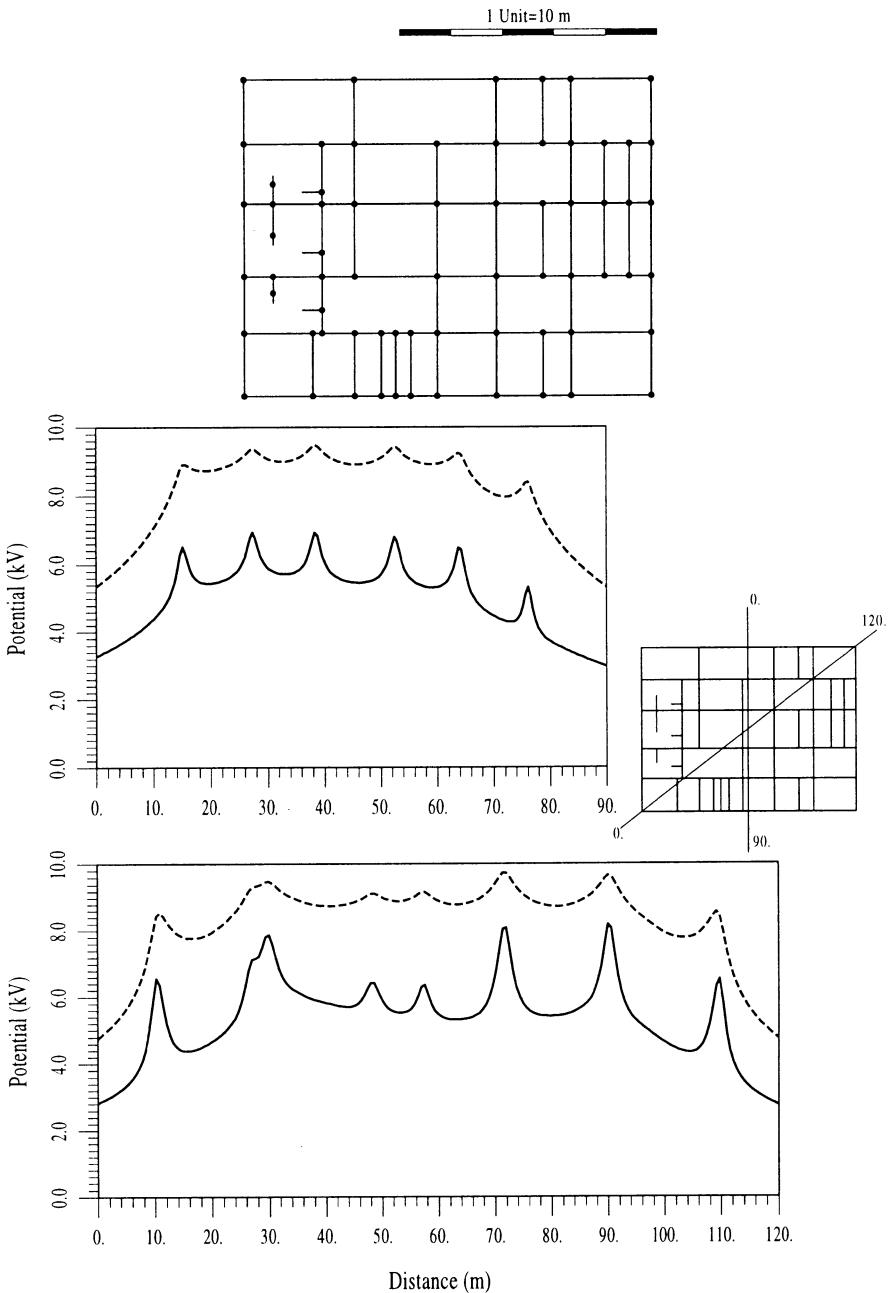 1 Unit=10 m
10.0
8.0
6.0
4.0
2.0
0.0
Potential (kV)
0. 10. 20. 30. 40. 50. 60. 70. 80. 90.
0.
120.
0.
90.
10.0
8.0
6.0
4.0
2.0
0.0
Potential (kV)
0. 10. 20. 30. 40. 50. 60. 70. 80. 90. 100. 110. 120.
Distance (m)